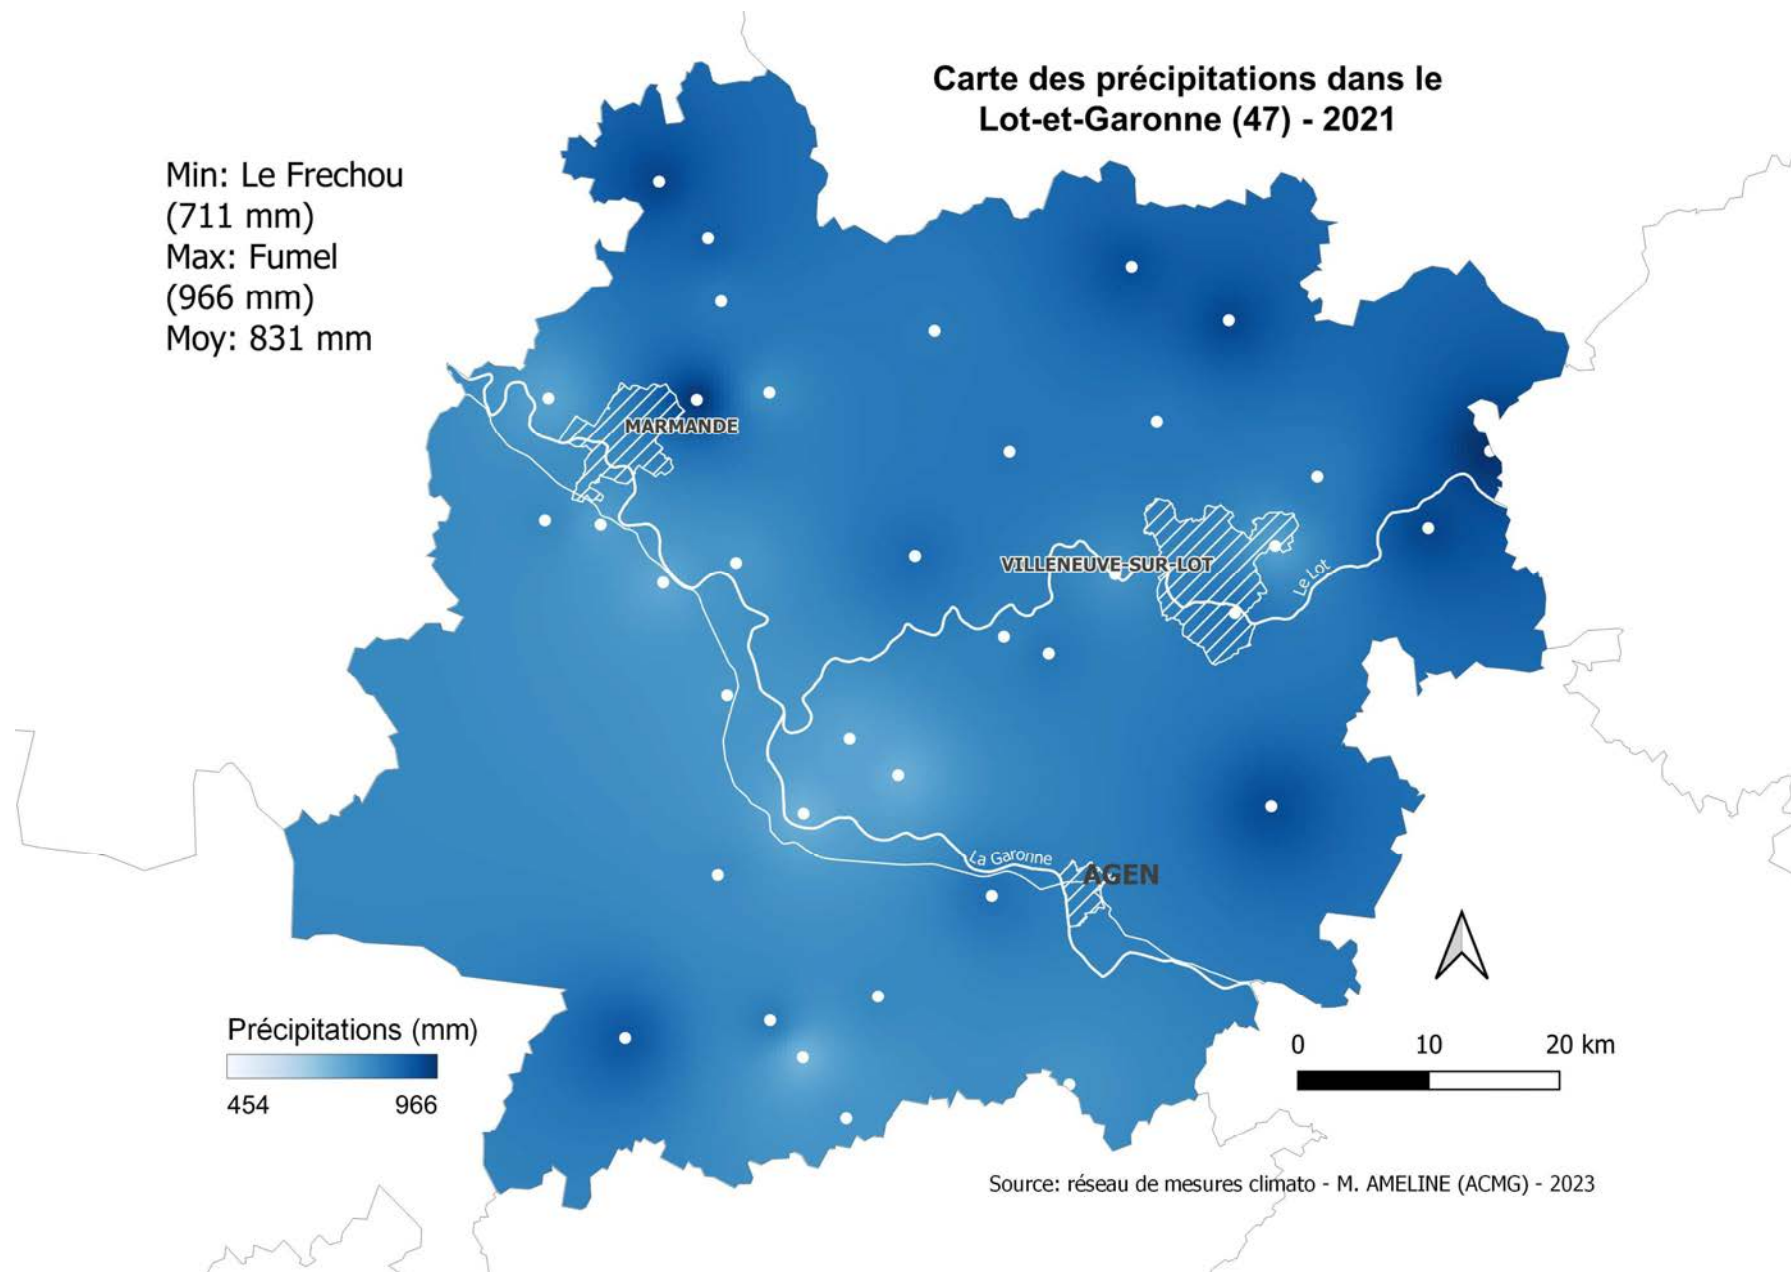 Carte des précipitations dans le
Lot-et-Garonne (47) - 2021
Min: Le Frechou
(711 mm)
Max: Fumel
(966 mm)
Moy: 831 mm
MARMANDE
VILLENEUVE-SUR-LOT
Le Lot
La Garonne
AGEN
Précipitations (mm)
454 966
0 10 20 km
Source: réseau de mesures climato - M. AMELINE (ACMG) - 2023